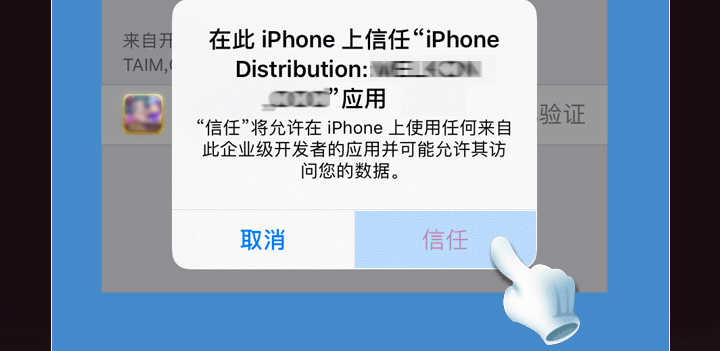 在此 iPhone 上信任“iPhone
Distribution:
”应用
“信任”将允许在 iPhone 上使用任何来自
此企业级开发者的应用并可能允许其访
问您的数据。
来自开
TAIM,
验证
取消
信任